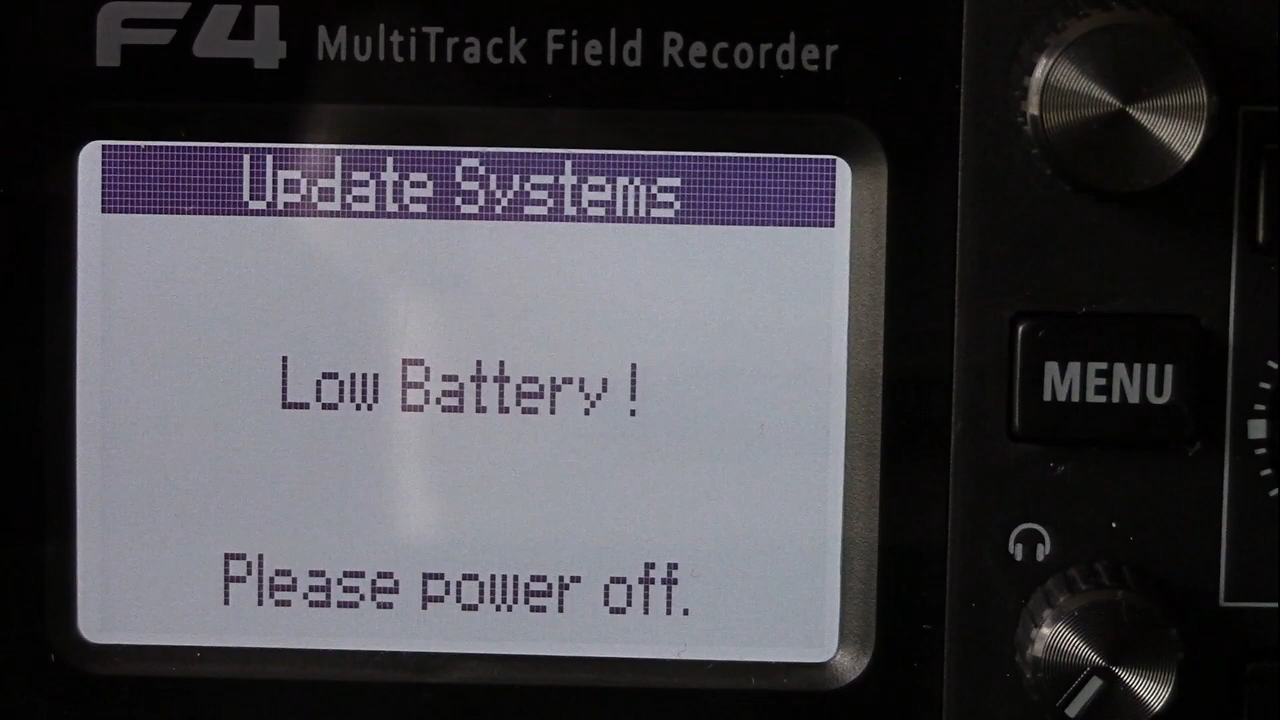 F4 MultiTrack Field Recorder
Update Systems
Low Battery !
Please power off.
MENU